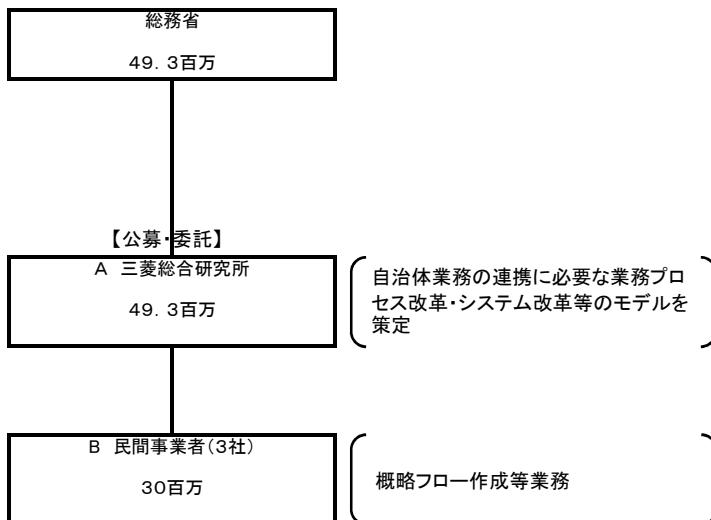 総務省
49．3百万
【公募・委託】
A　三菱総合研究所
49．3百万
自治体業務の連携に必要な業務プロ
セス改革・システム改革等のモデルを
策定
B　民間事業者（3社）
30百万
概略フロー作成等業務